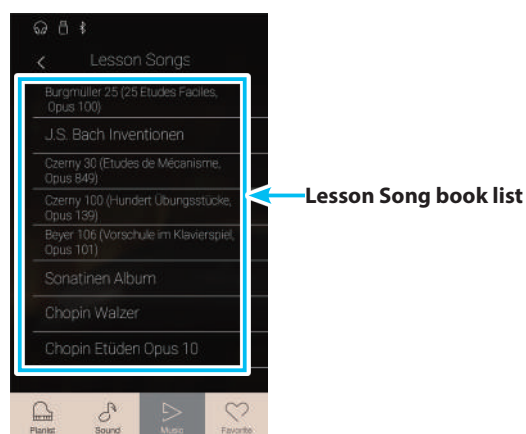 Lesson Songs
Burgmüller 25 (25 Etudes Faciles,
Opus 100)
J.S. Bach Inventionen
Czerny 30 (Etudes de Mécanisme,
Opus 849)
Czerny 100 (Hundert Übungsstücke,
Opus 139)
Beyer 106 (Vorschule im Klavierspiel,
Opus 101)
Sonatinen Album
Chopin Walzer
Chopin Etüden Opus 10
Lesson Song book list
Pianist Sound Music Favorite